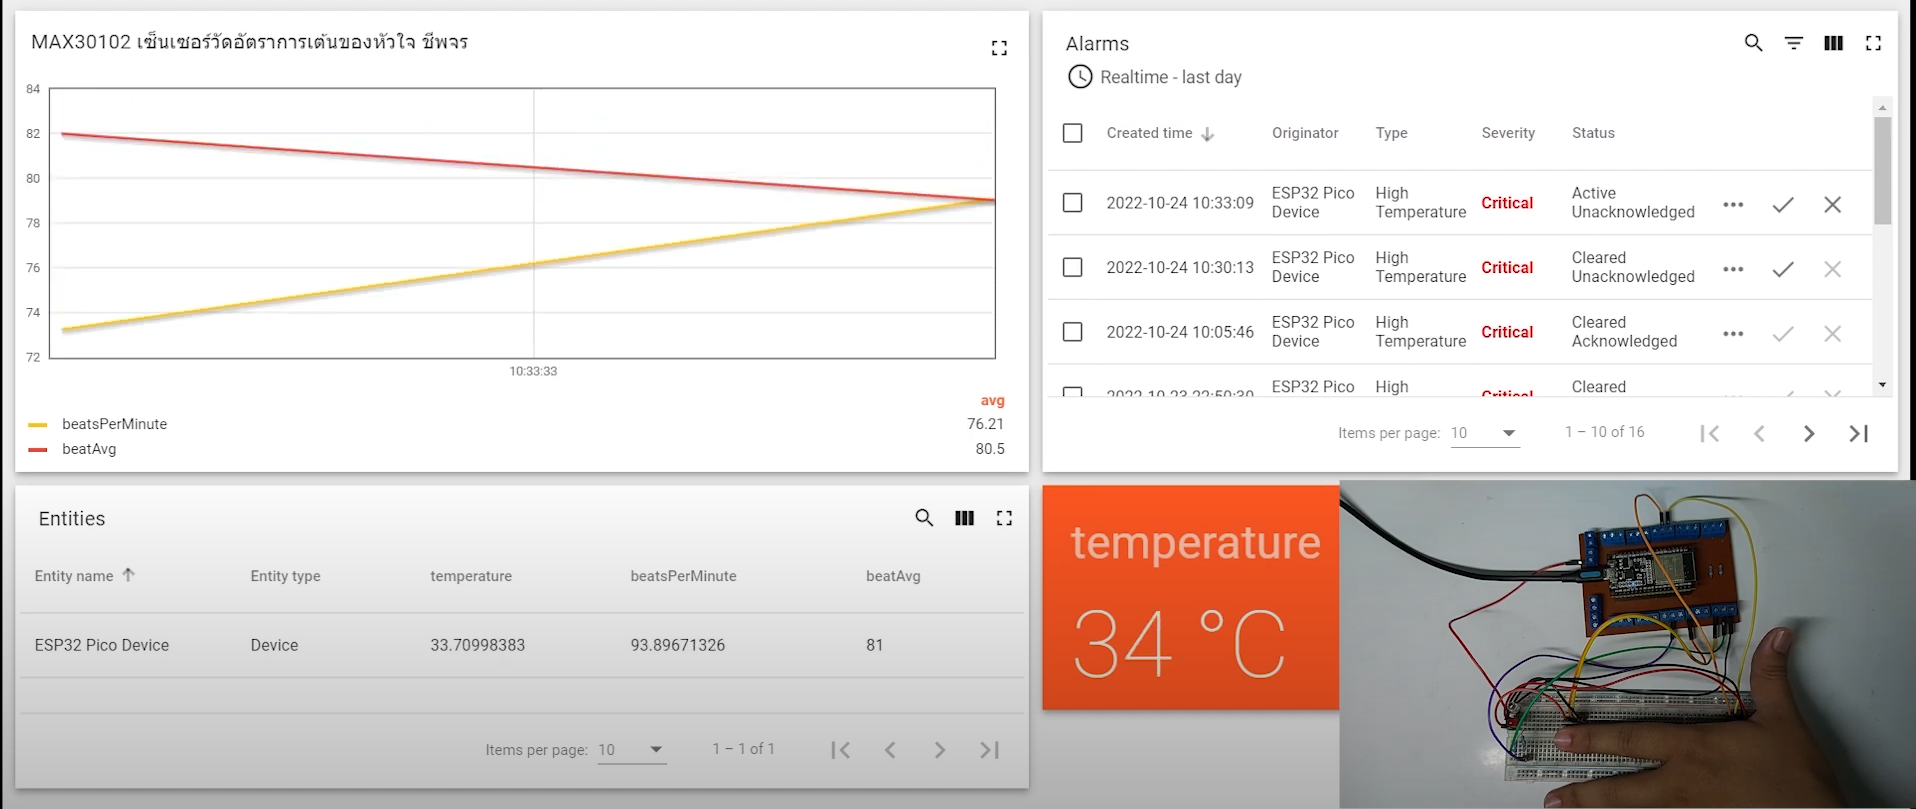 MAX30102 เซ็นเซอร์วัดอัตราการเต้นของหัวใจ ชีพจร
84
82
80
78
76
74
72
10:33:33
avg
beatsPerMinute 76.21
beatAvg 80.5
Alarms
Realtime - last day
Created time Originator Type Severity Status
2022-10-24 10:33:09 ESP32 Pico Device High Temperature Critical Active Unacknowledged
2022-10-24 10:30:13 ESP32 Pico Device High Temperature Critical Cleared Unacknowledged
2022-10-24 10:05:46 ESP32 Pico Device High Temperature Critical Cleared Acknowledged
ESP32 Pico High Critical Cleared
Items per page: 10 1 – 10 of 16
Entities
Entity name Entity type temperature beatsPerMinute beatAvg
ESP32 Pico Device Device 33.70998383 93.89671326 81
Items per page: 10 1 – 1 of 1
temperature
34 °C